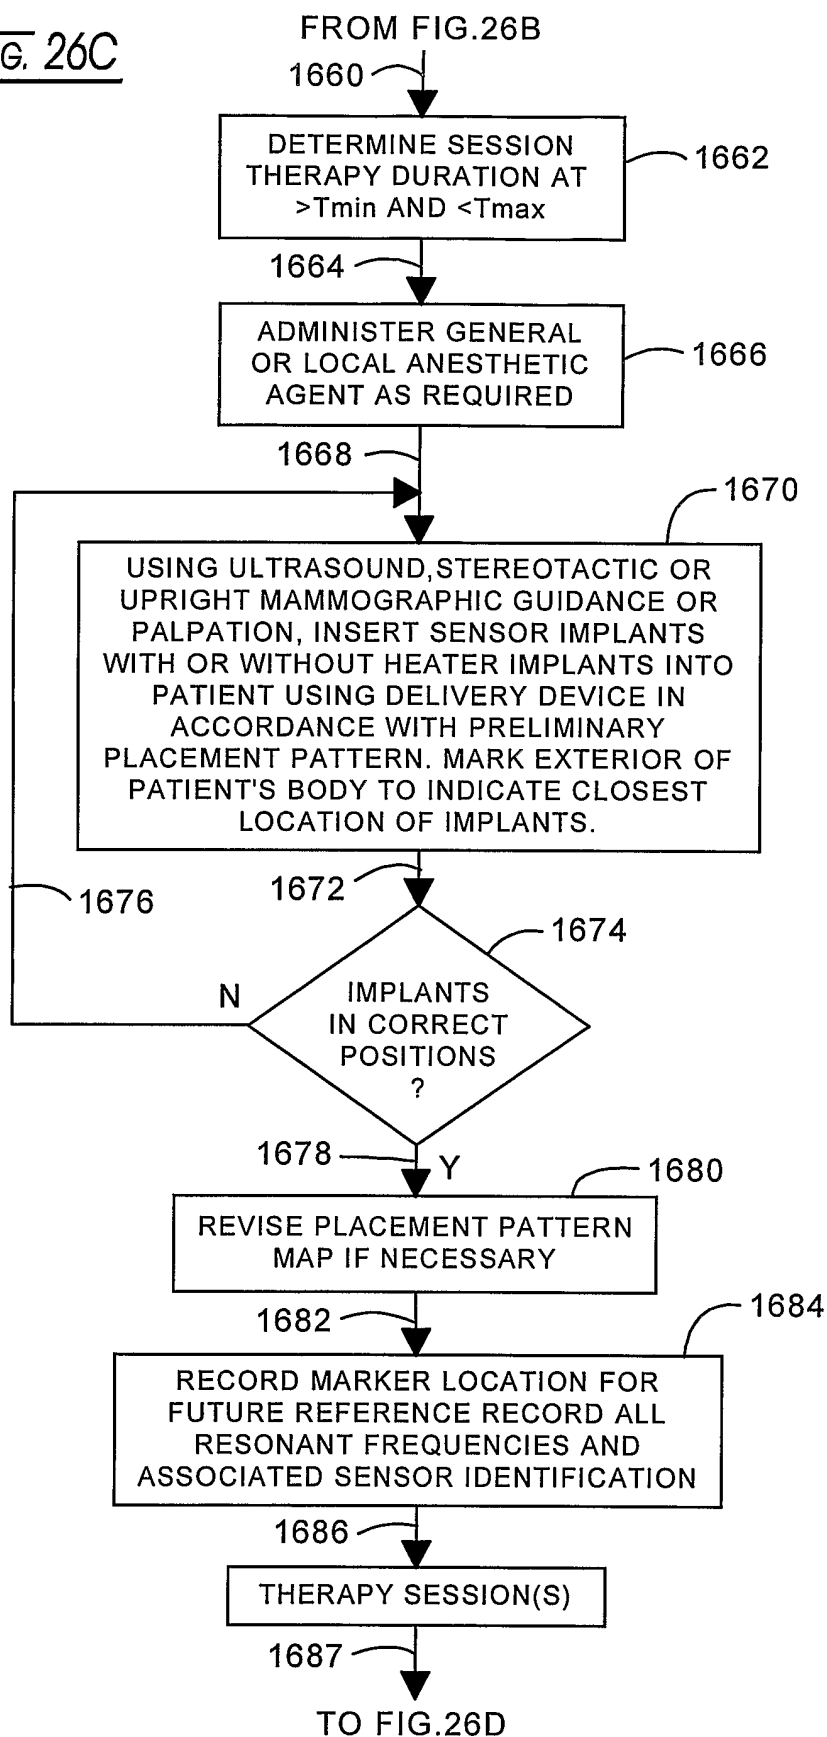 G. 26C
FROM FIG.26B
1660
DETERMINE SESSION
THERAPY DURATION AT
>Tmin AND <Tmax
1662
1664
ADMINISTER GENERAL
OR LOCAL ANESTHETIC
AGENT AS REQUIRED
1666
1668
1670
USING ULTRASOUND,STEREOTACTIC OR
UPRIGHT MAMMOGRAPHIC GUIDANCE OR
PALPATION, INSERT SENSOR IMPLANTS
WITH OR WITHOUT HEATER IMPLANTS INTO
PATIENT USING DELIVERY DEVICE IN
ACCORDANCE WITH PRELIMINARY
PLACEMENT PATTERN. MARK EXTERIOR OF
PATIENT'S BODY TO INDICATE CLOSEST
LOCATION OF IMPLANTS.
1672
1676
1674
N
IMPLANTS
IN CORRECT
POSITIONS
?
1678
Y
1680
REVISE PLACEMENT PATTERN
MAP IF NECESSARY
1682
1684
RECORD MARKER LOCATION FOR
FUTURE REFERENCE RECORD ALL
RESONANT FREQUENCIES AND
ASSOCIATED SENSOR IDENTIFICATION
1686
THERAPY SESSION(S)
1687
TO FIG.26D